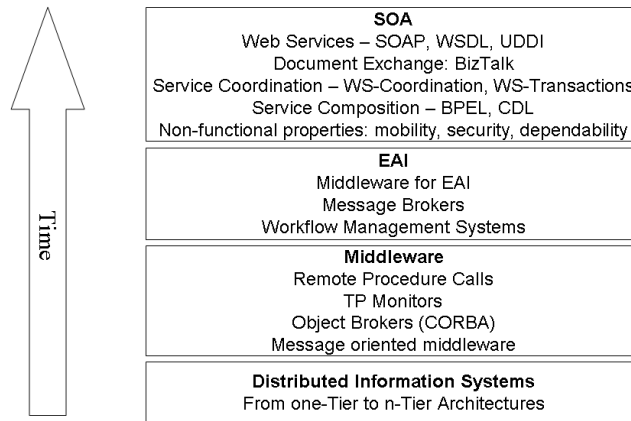 SOA
Web Services – SOAP, WSDL, UDDI
Document Exchange: BizTalk
Service Coordination – WS-Coordination, WS-Transactions
Service Composition – BPEL, CDL
Non-functional properties: mobility, security, dependability
EAI
Middleware for EAI
Message Brokers
Workflow Management Systems
Middleware
Remote Procedure Calls
TP Monitors
Object Brokers (CORBA)
Message oriented middleware
Distributed Information Systems
From one-Tier to n-Tier Architectures
Time